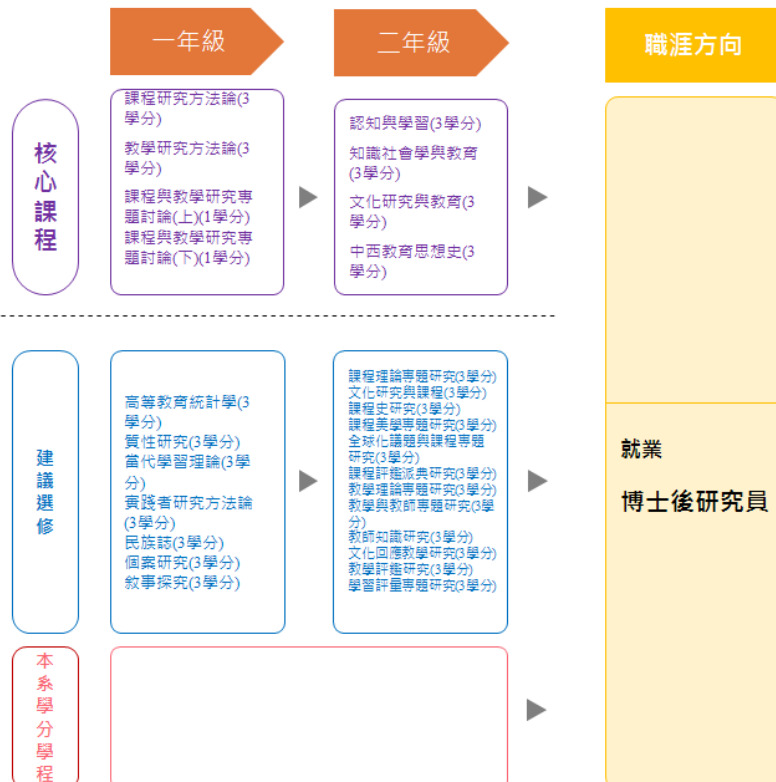 一年級
二年級
職涯方向
核
心
課
程
課程研究方法論(3
學分)
教學研究方法論(3
學分)
課程與教學研究專
題討論(上)(1學分)
課程與教學研究專
題討論(下)(1學分)
認知與學習(3學分)
知識社會學與教育
(3學分)
文化研究與教育(3
學分)
中西教育思想史(3
學分)
建
議
選
修
高等教育統計學(3
學分)
質性研究(3學分)
當代學習理論(3學
分)
實踐者研究方法論
(3學分)
民族誌(3學分)
個案研究(3學分)
敘事探究(3學分)
課程理論專題研究(3學分)
文化研究與課程(3學分)
課程史研究(3學分)
課程美學專題研究(3學分)
全球化議題與課程專題
研究(3學分)
課程評鑑派典研究(3學分)
教學理論專題研究(3學分)
教學與教師專題研究(3學
分)
教師知識研究(3學分)
文化回應教學研究(3學分)
教學評鑑研究(3學分)
學習評量專題研究(3學分)
就業
博士後研究員
本
系
學
分
學
程